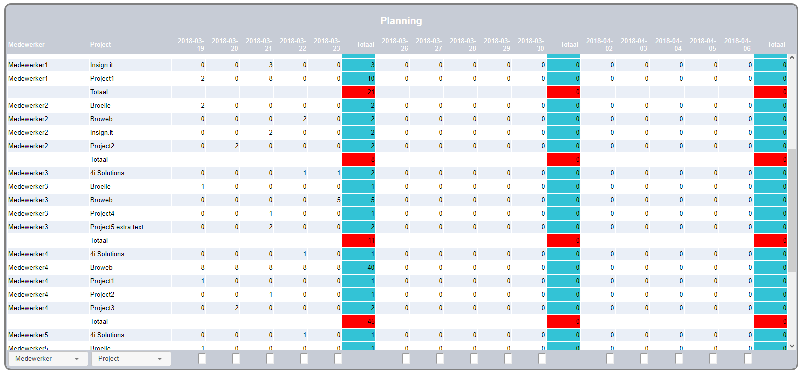 Planning
Medewerker Project 2018-03-19 2018-03-20 2018-03-21 2018-03-22 2018-03-23 Totaal 2018-03-26 2018-03-27 2018-03-28 2018-03-29 2018-03-30 Totaal 2018-04-02 2018-04-03 2018-04-04 2018-04-05 2018-04-06 Totaal
Medewerker1 Insign.it 0 0 3 0 0 3 0 0 0 0 0 0 0 0 0 0 0 0
Medewerker1 Project1 2 0 8 0 0 10 0 0 0 0 0 0 0 0 0 0 0 0
Totaal
Medewerker2 Broelie 2 0 0 0 0 2 0 0 0 0 0 0 0 0 0 0 0 0
Medewerker2 Broweb 0 0 0 2 0 2 0 0 0 0 0 0 0 0 0 0 0 0
Medewerker2 Insign.it 0 0 2 0 0 2 0 0 0 0 0 0 0 0 0 0 0 0
Medewerker2 Project2 0 2 0 0 0 2 0 0 0 0 0 0 0 0 0 0 0 0
Totaal
Medewerker3 4i Solutions 0 0 0 1 1 2 0 0 0 0 0 0 0 0 0 0 0 0
Medewerker3 Broelie 1 0 0 0 0 1 0 0 0 0 0 0 0 0 0 0 0 0
Medewerker3 Broweb 0 0 0 0 5 5 0 0 0 0 0 0 0 0 0 0 0 0
Medewerker3 Project4 0 0 1 0 0 1 0 0 0 0 0 0 0 0 0 0 0 0
Medewerker3 Project5 extra text 0 0 2 0 0 2 0 0 0 0 0 0 0 0 0 0 0 0
Totaal
Medewerker4 4i Solutions 0 0 0 1 0 1 0 0 0 0 0 0 0 0 0 0 0 0
Medewerker4 Broweb 8 8 8 8 8 40 0 0 0 0 0 0 0 0 0 0 0 0
Medewerker4 Project1 1 0 0 0 0 1 0 0 0 0 0 0 0 0 0 0 0 0
Medewerker4 Project2 0 0 1 0 0 1 0 0 0 0 0 0 0 0 0 0 0 0
Medewerker4 Project3 0 2 0 0 0 2 0 0 0 0 0 0 0 0 0 0 0 0
Totaal
Medewerker5 4i Solutions 0 0 0 1 0 1 0 0 0 0 0 0 0 0 0 0 0 0
Medewerker5 Broelie 1 0 0 0 0 1 0 0 0 0 0 0 0 0 0 0 0 0
Medewerker Project